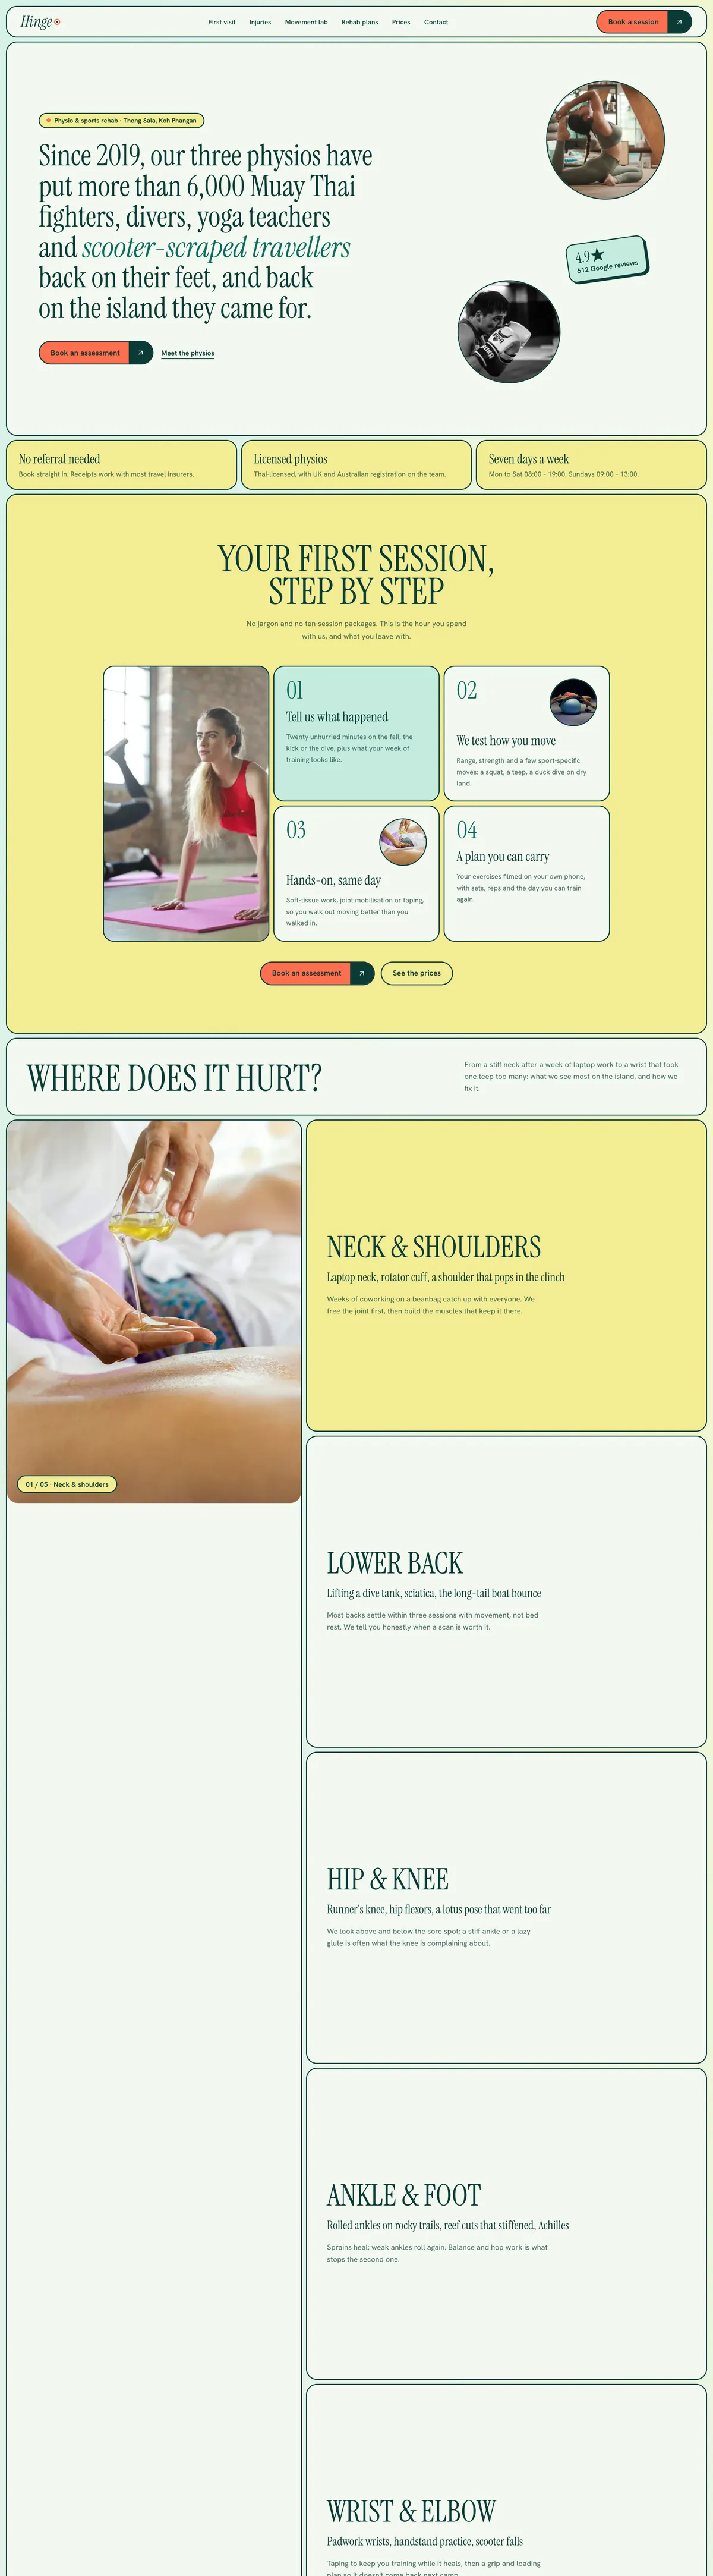 Hinge
First visit
Injuries
Movement lab
Rehab plans
Prices
Contact
Book a session
Physio & sports rehab · Thong Sala, Koh Phangan
Since 2019, our three physios have
put more than 6,000 Muay Thai
fighters, divers, yoga teachers
and scooter-scraped travellers
back on their feet, and back
on the island they came for.
Book an assessment
Meet the physios
4.9★
612 Google reviews
No referral needed
Book straight in. Receipts work with most travel insurers.
Licensed physios
Thai-licensed, with UK and Australian registration on the team.
Seven days a week
Mon to Sat 08:00 – 19:00, Sundays 09:00 – 13:00.
YOUR FIRST SESSION,
STEP BY STEP
No jargon and no ten-session packages. This is the hour you spend
with us, and what you leave with.
01
Tell us what happened
Twenty unhurried minutes on the fall, the
kick or the dive, plus what your week of
training looks like.
02
We test how you move
Range, strength and a few sport-specific
moves: a squat, a teep, a duck dive on dry
land.
03
Hands-on, same day
Soft-tissue work, joint mobilisation or taping,
so you walk out moving better than you
walked in.
04
A plan you can carry
Your exercises filmed on your own phone,
with sets, reps and the day you can train
again.
Book an assessment
See the prices
WHERE DOES IT HURT?
From a stiff neck after a week of laptop work to a wrist that took
one teep too many: what we see most on the island, and how we
fix it.
01 / 05 · Neck & shoulders
NECK & SHOULDERS
Laptop neck, rotator cuff, a shoulder that pops in the clinch
Weeks of coworking on a beanbag catch up with everyone. We
free the joint first, then build the muscles that keep it there.
LOWER BACK
Lifting a dive tank, sciatica, the long-tail boat bounce
Most backs settle within three sessions with movement, not bed
rest. We tell you honestly when a scan is worth it.
HIP & KNEE
Runner's knee, hip flexors, a lotus pose that went too far
We look above and below the sore spot: a stiff ankle or a lazy
glute is often what the knee is complaining about.
ANKLE & FOOT
Rolled ankles on rocky trails, reef cuts that stiffened, Achilles
Sprains heal; weak ankles roll again. Balance and hop work is what
stops the second one.
WRIST & ELBOW
Padwork wrists, handstand practice, scooter falls
Taping to keep you training while it heals, then a grip and loading
plan so it doesn't come back next camp.